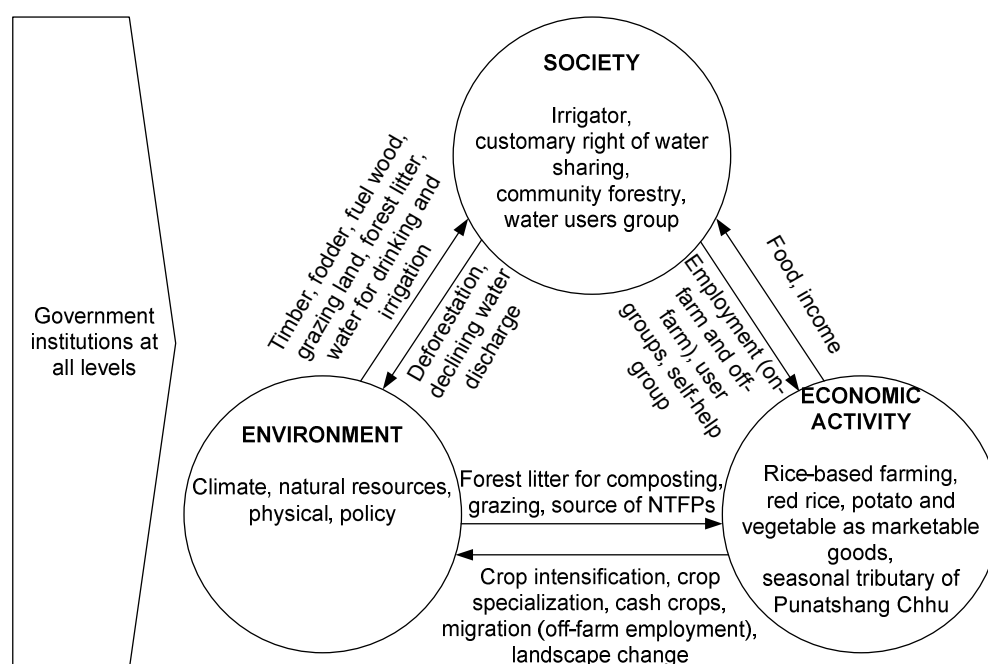 SOCIETY
Irrigator,
customary right of water
sharing,
community forestry,
water users group
Timber, fodder, fuel wood,
grazing land, forest litter,
water for drinking and
irrigation
Deforestation,
declining water
discharge
Employment (on-
farm and off-
farm), user
groups, self-help
group
Food, income
Government
institutions at
all levels
ENVIRONMENT
Climate, natural resources,
physical, policy
Forest litter for composting,
grazing, source of NTFPs
Crop intensification, crop
specialization, cash crops,
migration (off-farm employment),
landscape change
ECONOMIC
ACTIVITY
Rice-based farming,
red rice, potato and
vegetable as marketable
goods,
seasonal tributary of
Punatshang Chhu